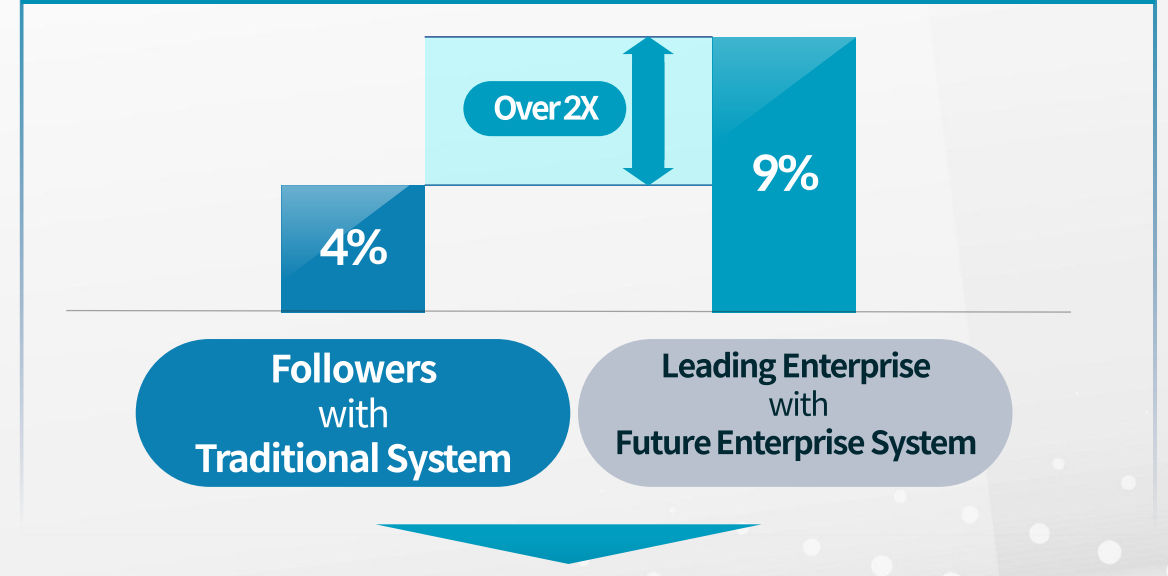 Over 2X
4%
9%
Followers
with
Traditional System
Leading Enterprise
with
Future Enterprise System